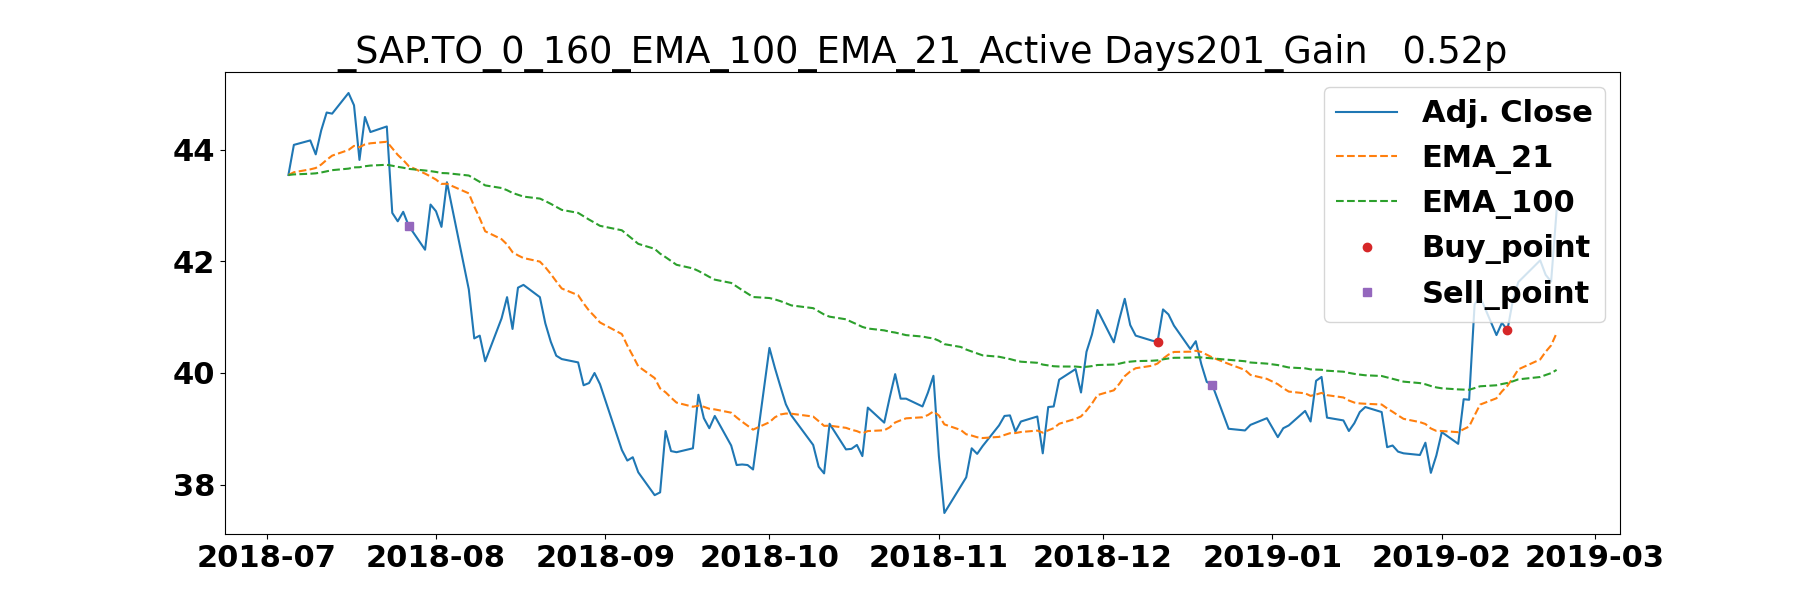 _SAP.TO_0_160_EMA_100_EMA_21_Active Days201_Gain   0.52p
Adj. Close
EMA_21
EMA_100
Buy_point
Sell_point
44
42
40
38
2018-07 2018-08 2018-09 2018-10 2018-11 2018-12 2019-01 2019-02 2019-03